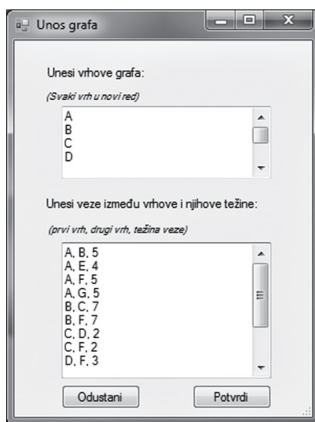 Unos grafa
Unesi vrhove grafa:
(Svaki vrh u novi red)
A
B
C
D
Unesi veze između vrhove i njihove težine:
(prvi vrh, drugi vrh, težina veze)
A, B, 5
A, E, 4
A, F, 5
A, G, 5
B, C, 7
B, F, 7
C, D, 2
C, F, 2
D, F, 3
Odustani Potvrdi